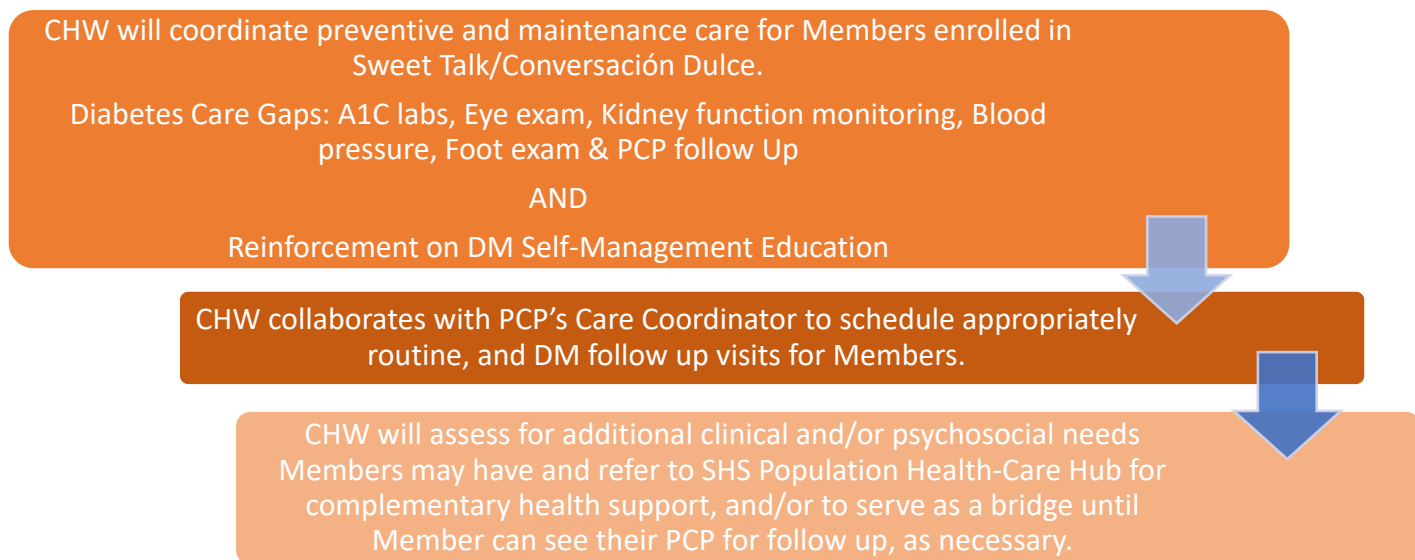 CHW will coordinate preventive and maintenance care for Members enrolled in
Sweet Talk/Conversación Dulce.
Diabetes Care Gaps: A1C labs, Eye exam, Kidney function monitoring, Blood
pressure, Foot exam & PCP follow Up
AND
Reinforcement on DM Self-Management Education
CHW collaborates with PCP’s Care Coordinator to schedule appropriately
routine, and DM follow up visits for Members.
CHW will assess for additional clinical and/or psychosocial needs
Members may have and refer to SHS Population Health-Care Hub for
complementary health support, and/or to serve as a bridge until
Member can see their PCP for follow up, as necessary.